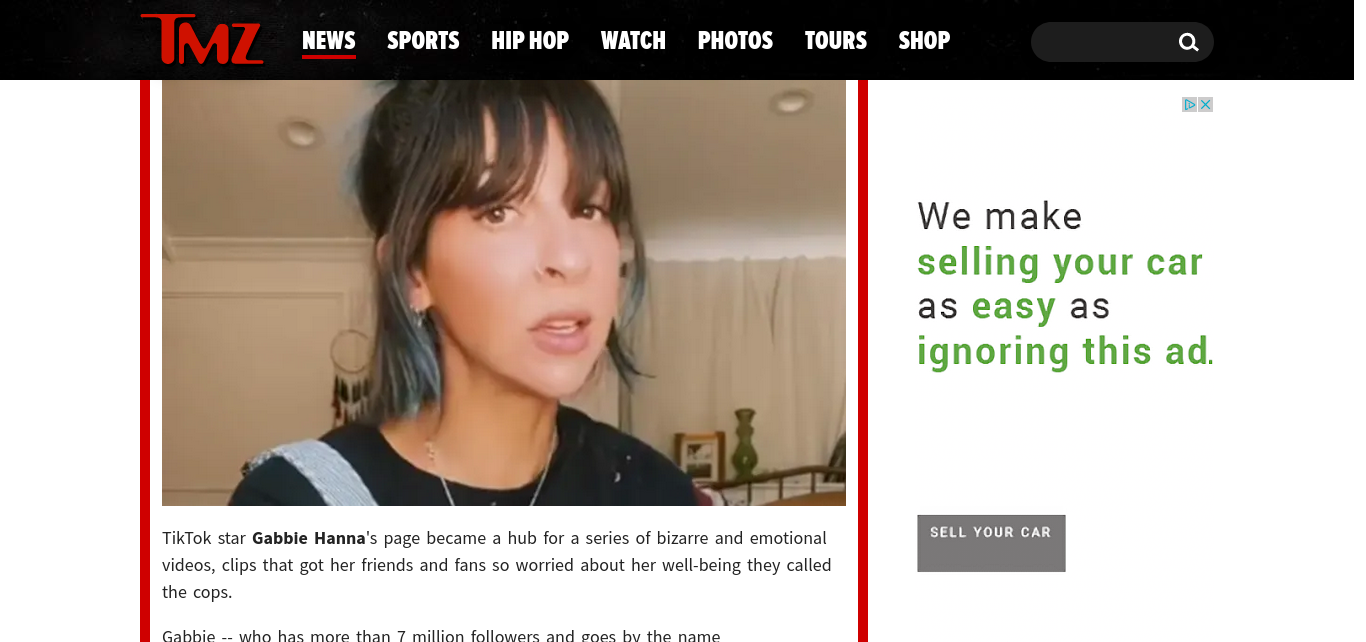 TMZ
NEWS SPORTS HIP HOP WATCH PHOTOS TOURS SHOP
We make
selling your car
as easy as
ignoring this ad.
SELL YOUR CAR
TikTok star Gabbie Hanna's page became a hub for a series of bizarre and emotional
videos, clips that got her friends and fans so worried about her well-being they called
the cops.
Gabbie -- who has more than 7 million followers and goes by the name